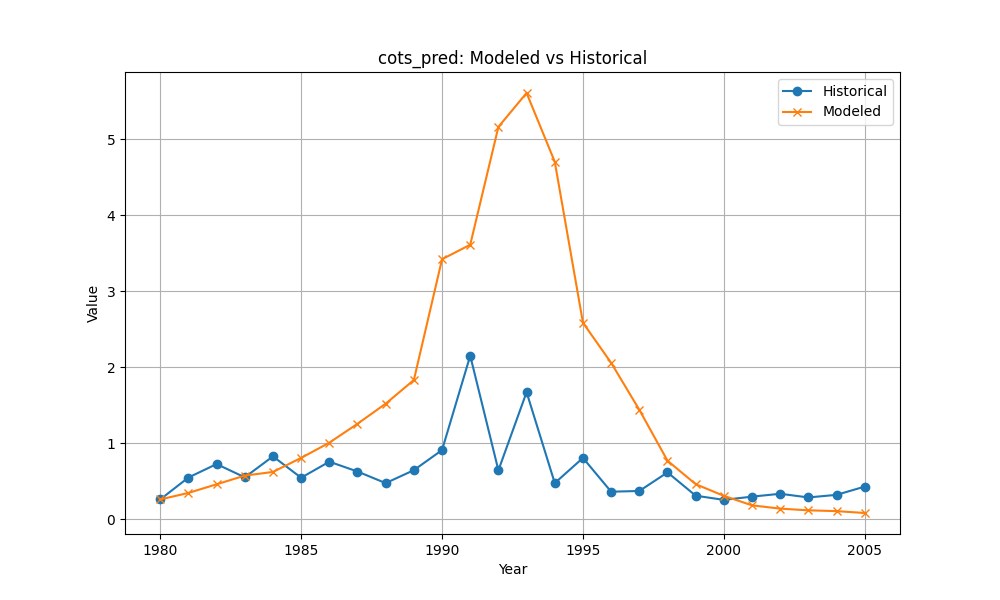 cots_pred: Modeled vs Historical
Historical
Modeled
Value
5
4
3
2
1
0
1980 1985 1990 1995 2000 2005
Year